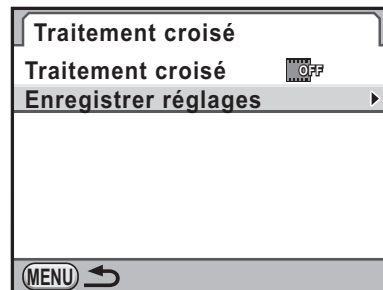 Traitement croisé
Traitement croisé OFF
Enregistrer réglages
MENU